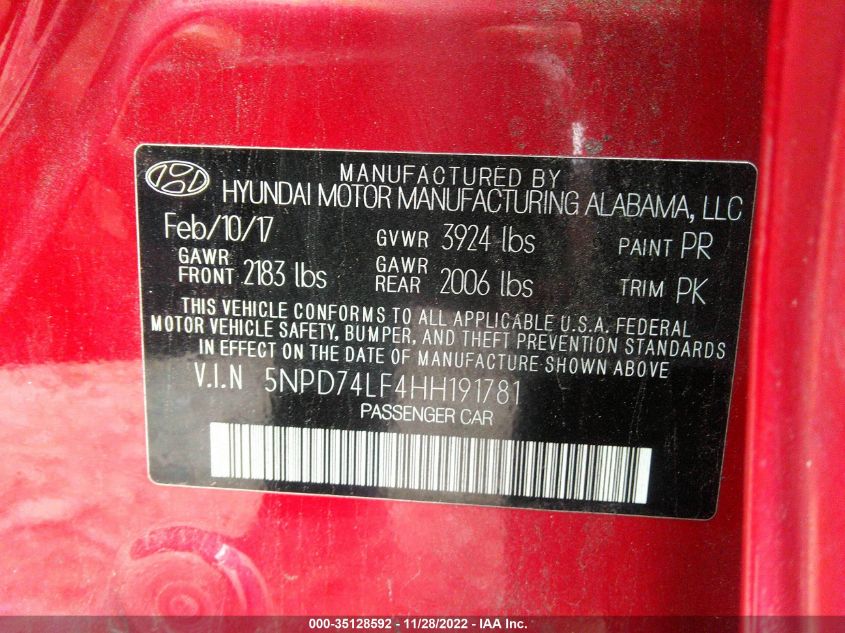 MANUFACTURED BY
HYUNDAI MOTOR MANUFACTURING ALABAMA, LLC
Feb/10/17 GVWR 3924 lbs PAINT PR
GAWR FRONT 2183 lbs GAWR REAR 2006 lbs TRIM PK
THIS VEHICLE CONFORMS TO ALL APPLICABLE U.S.A. FEDERAL
MOTOR VEHICLE SAFETY, BUMPER, AND THEFT PREVENTION STANDARDS
IN EFFECT ON THE DATE OF MANUFACTURE SHOWN ABOVE
V.I.N 5NPD74LF4HH191781
PASSENGER CAR
000-35128592 - 11/28/2022 - IAA Inc.